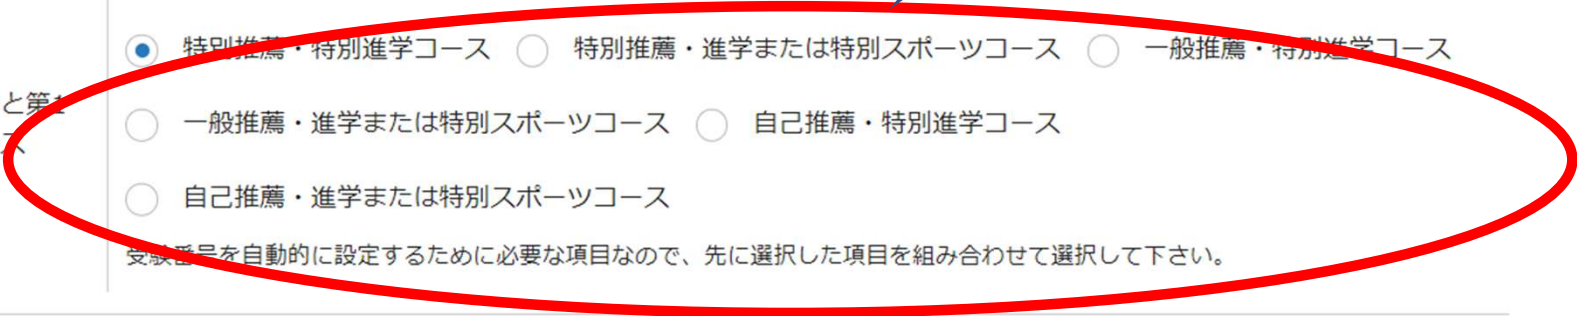 特別推薦・特別進学コース 特別推薦・進学または特別スポーツコース 一般推薦・特別進学コース
と第1
一般推薦・進学または特別スポーツコース 自己推薦・特別進学コース
自己推薦・進学または特別スポーツコース
受験番号を自動的に設定するために必要な項目なので、先に選択した項目を組み合わせて選択して下さい。